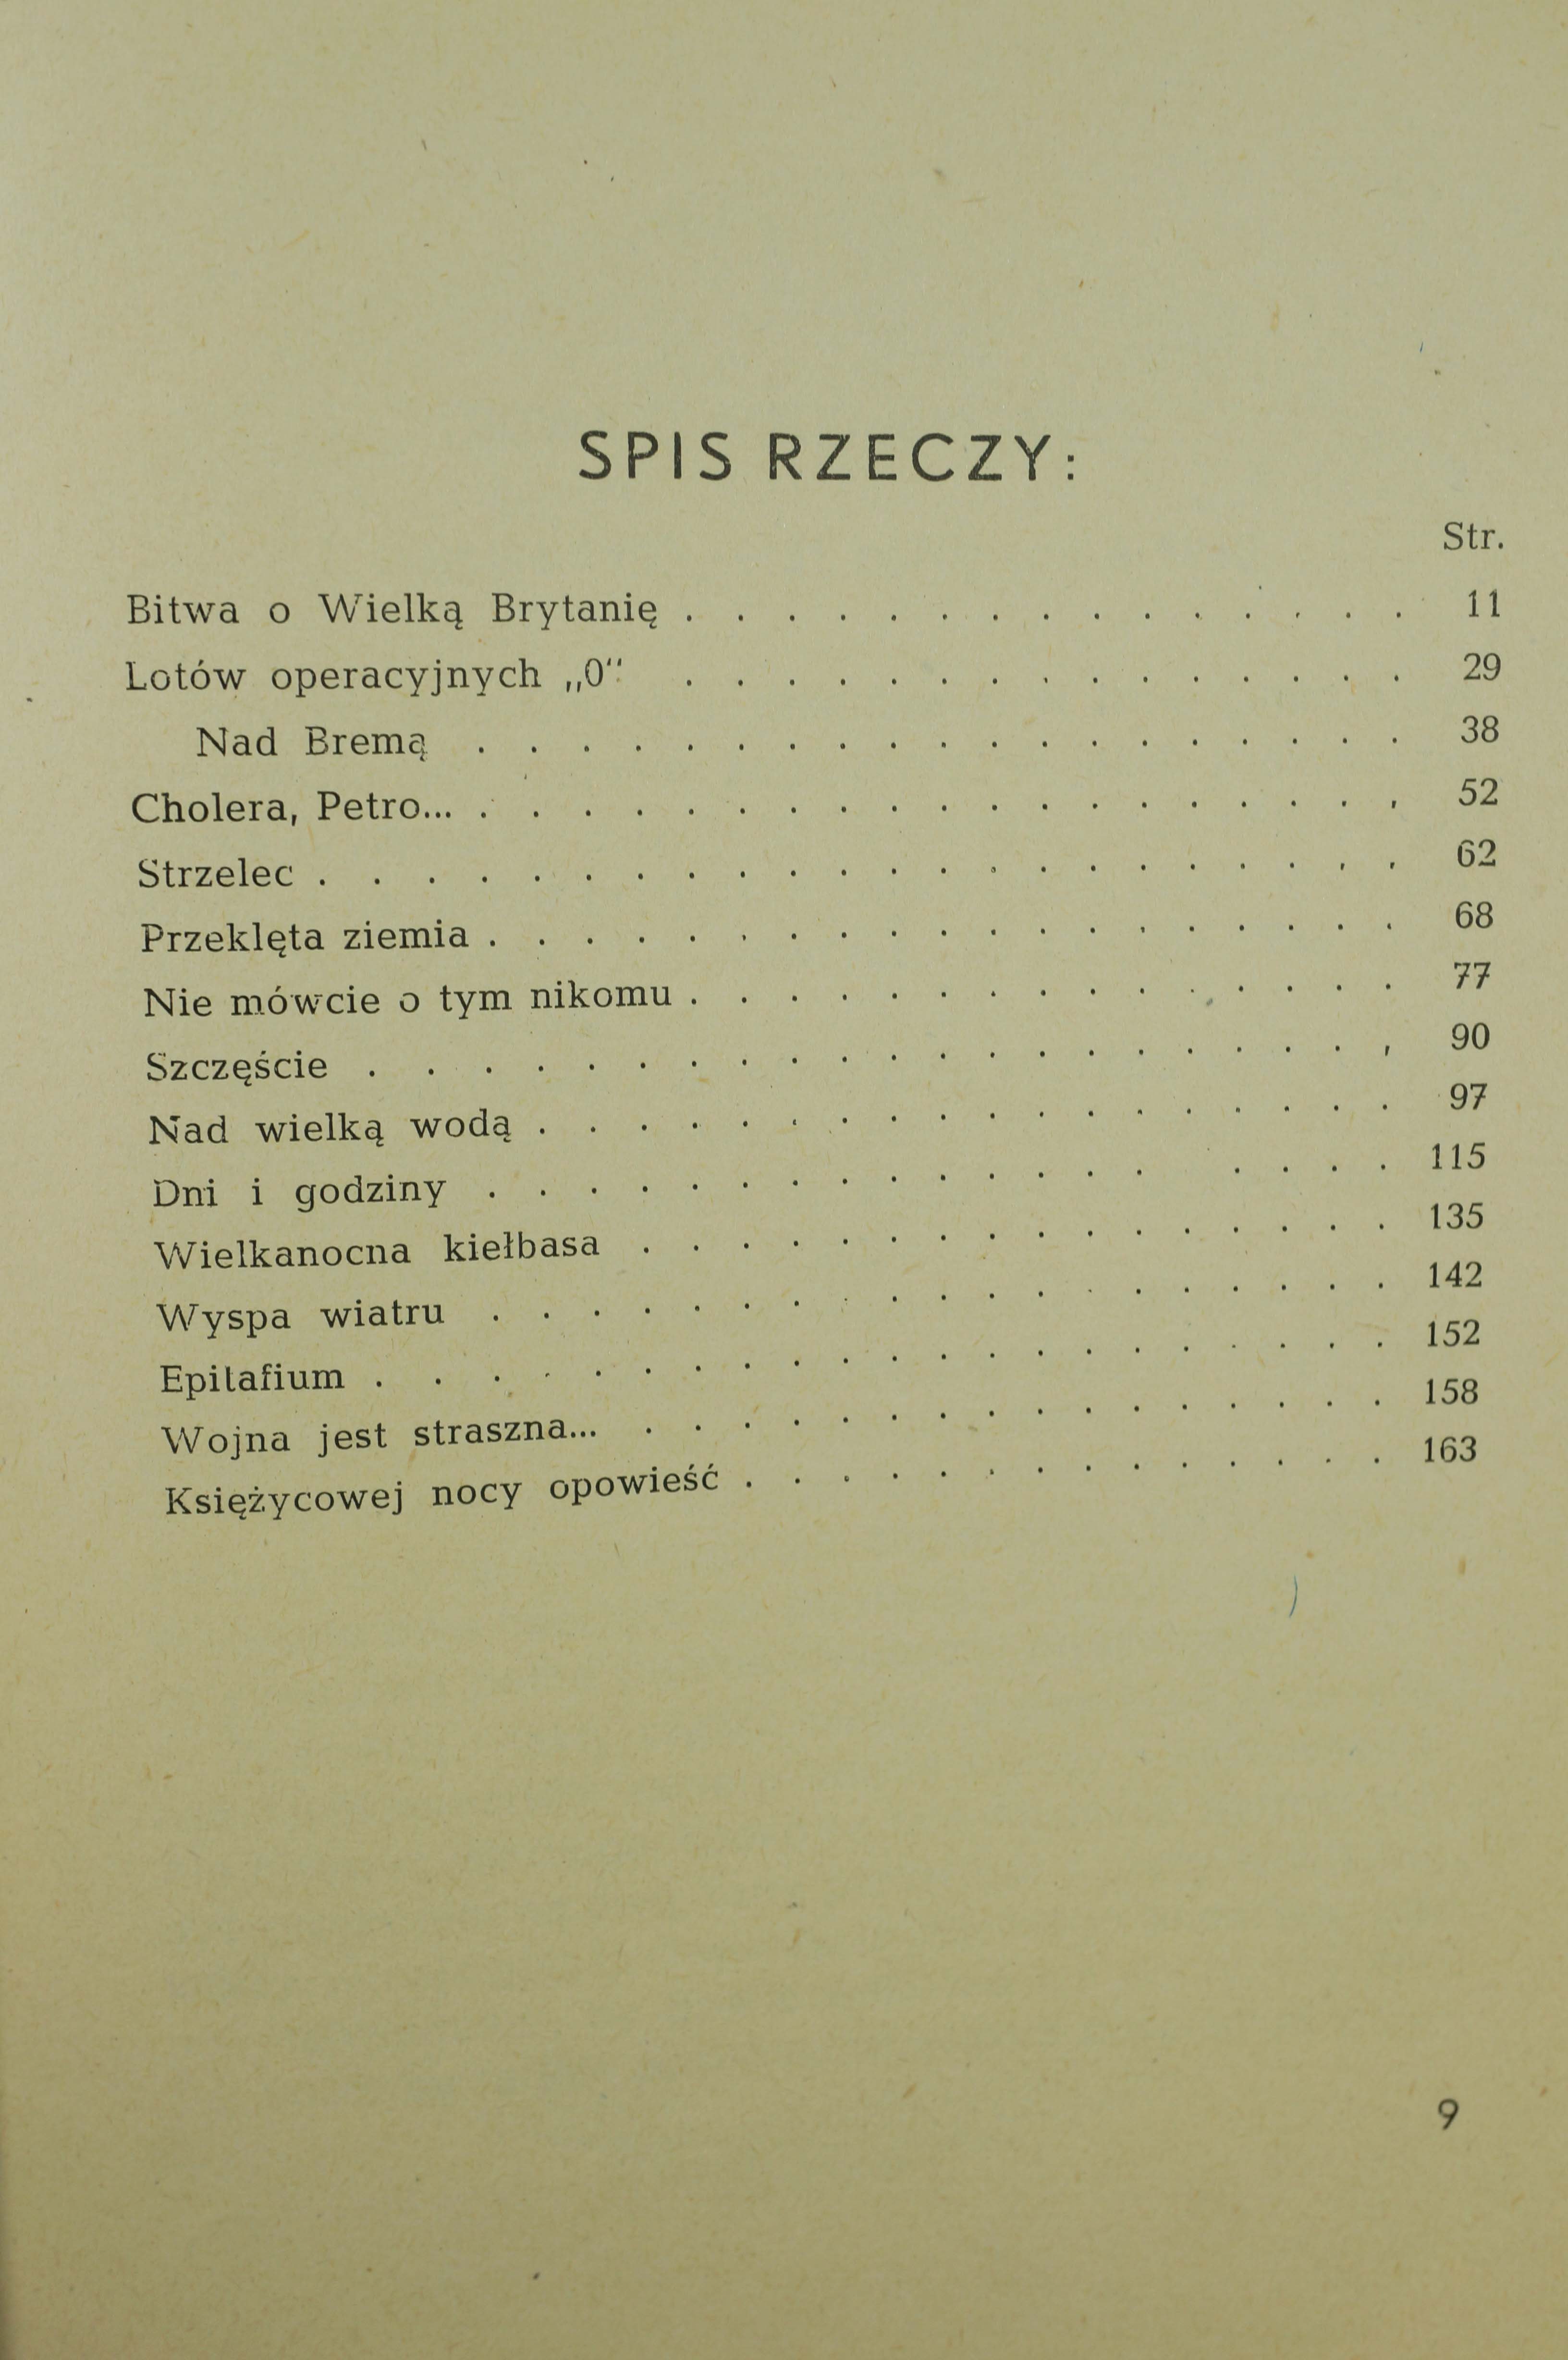 SPIS RZECZY:
Str.
Bitwa o Wielką Brytanię . . . . . . . . . . . . . . . 11
Lotów operacyjnych „0“ . . . . . . . . . . . . . . . 29
Nad Bremą . . . . . . . . . . . . . . . . . . . 38
Cholera, Petro... . . . . . . . . . . . . . . . . . . . 52
Strzelec . . . . . . . . . . . . . . . . . . . . . . 62
Przeklęta ziemia . . . . . . . . . . . . . . . . . . . 68
Nie mówcie o tym nikomu . . . . . . . . . . . . . . . 77
Szczęście . . . . . . . . . . . . . . . . . . . . . 90
Nad wielką wodą . . . . . . . . . . . . . . . . . . 97
Dni i godziny . . . . . . . . . . . . . . . . . . 115
Wielkanocna kiełbasa . . . . . . . . . . . . . . . . 135
Wyspa wiatru . . . . . . . . . . . . . . . . . . . 142
Epitafium . . . . . . . . . . . . . . . . . . . . . 152
Wojna jest straszna... . . . . . . . . . . . . . . . . 158
Księżycowej nocy opowieść . . . . . . . . . . . . . . 163
9